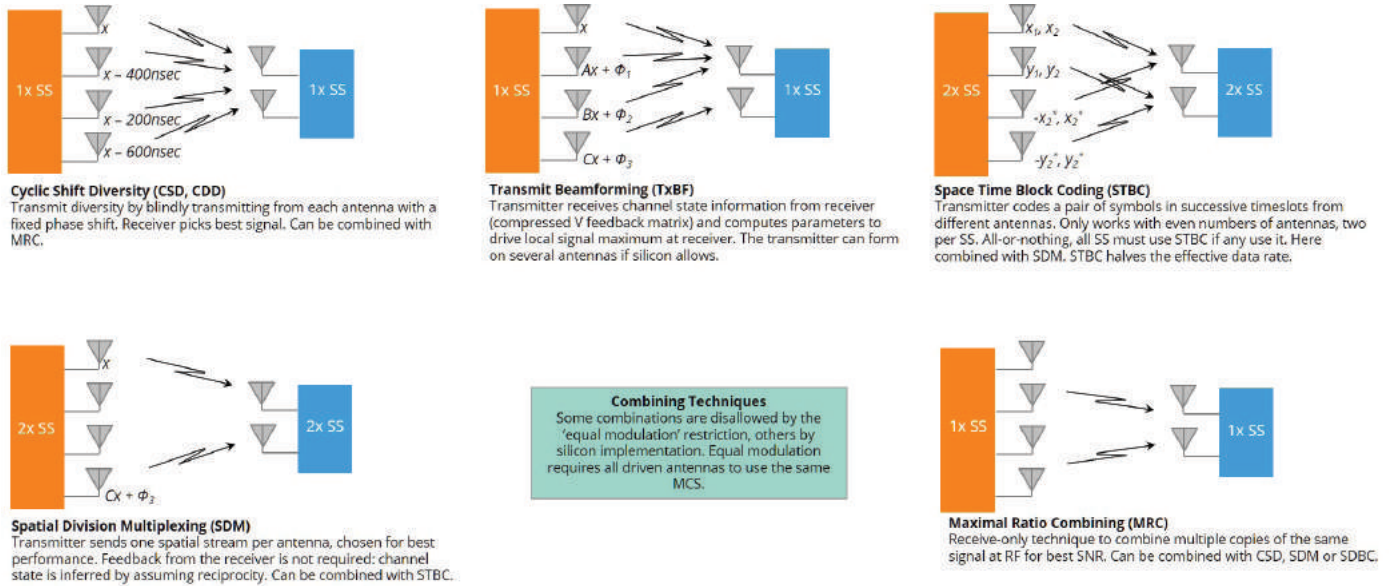 x
x – 400nsec
x – 200nsec
x – 600nsec
1x SS
1x SS
Cyclic Shift Diversity (CSD, CDD)
Transmit diversity by blindly transmitting from each antenna with a
fixed phase shift. Receiver picks best signal. Can be combined with
MRC.
x
Ax + Φ1
Bx + Φ2
Cx + Φ3
1x SS
1x SS
Transmit Beamforming (TxBF)
Transmitter receives channel state information from receiver
(compressed V feedback matrix) and computes parameters to
drive local signal maximum at receiver. The transmitter can form
on several antennas if silicon allows.
x1, x2
y1, y2
-x2*, x2*
-y2*, y2*
2x SS
2x SS
Space Time Block Coding (STBC)
Transmitter codes a pair of symbols in successive timeslots from
different antennas. Only works with even numbers of antennas, two
per SS. All-or-nothing, all SS must use STBC if any use it. Here
combined with SDM. STBC halves the effective data rate.
x
2x SS
2x SS
Cx + Φ3
Spatial Division Multiplexing (SDM)
Transmitter sends one spatial stream per antenna, chosen for best
performance. Feedback from the receiver is not required: channel
state is inferred by assuming reciprocity. Can be combined with STBC.
Combining Techniques
Some combinations are disallowed by the
'equal modulation' restriction, others by
silicon implementation. Equal modulation
requires all driven antennas to use the same
MCS.
1x SS
1x SS
Maximal Ratio Combining (MRC)
Receive-only technique to combine multiple copies of the same
signal at RF for best SNR. Can be combined with CSD, SDM or SDBC.